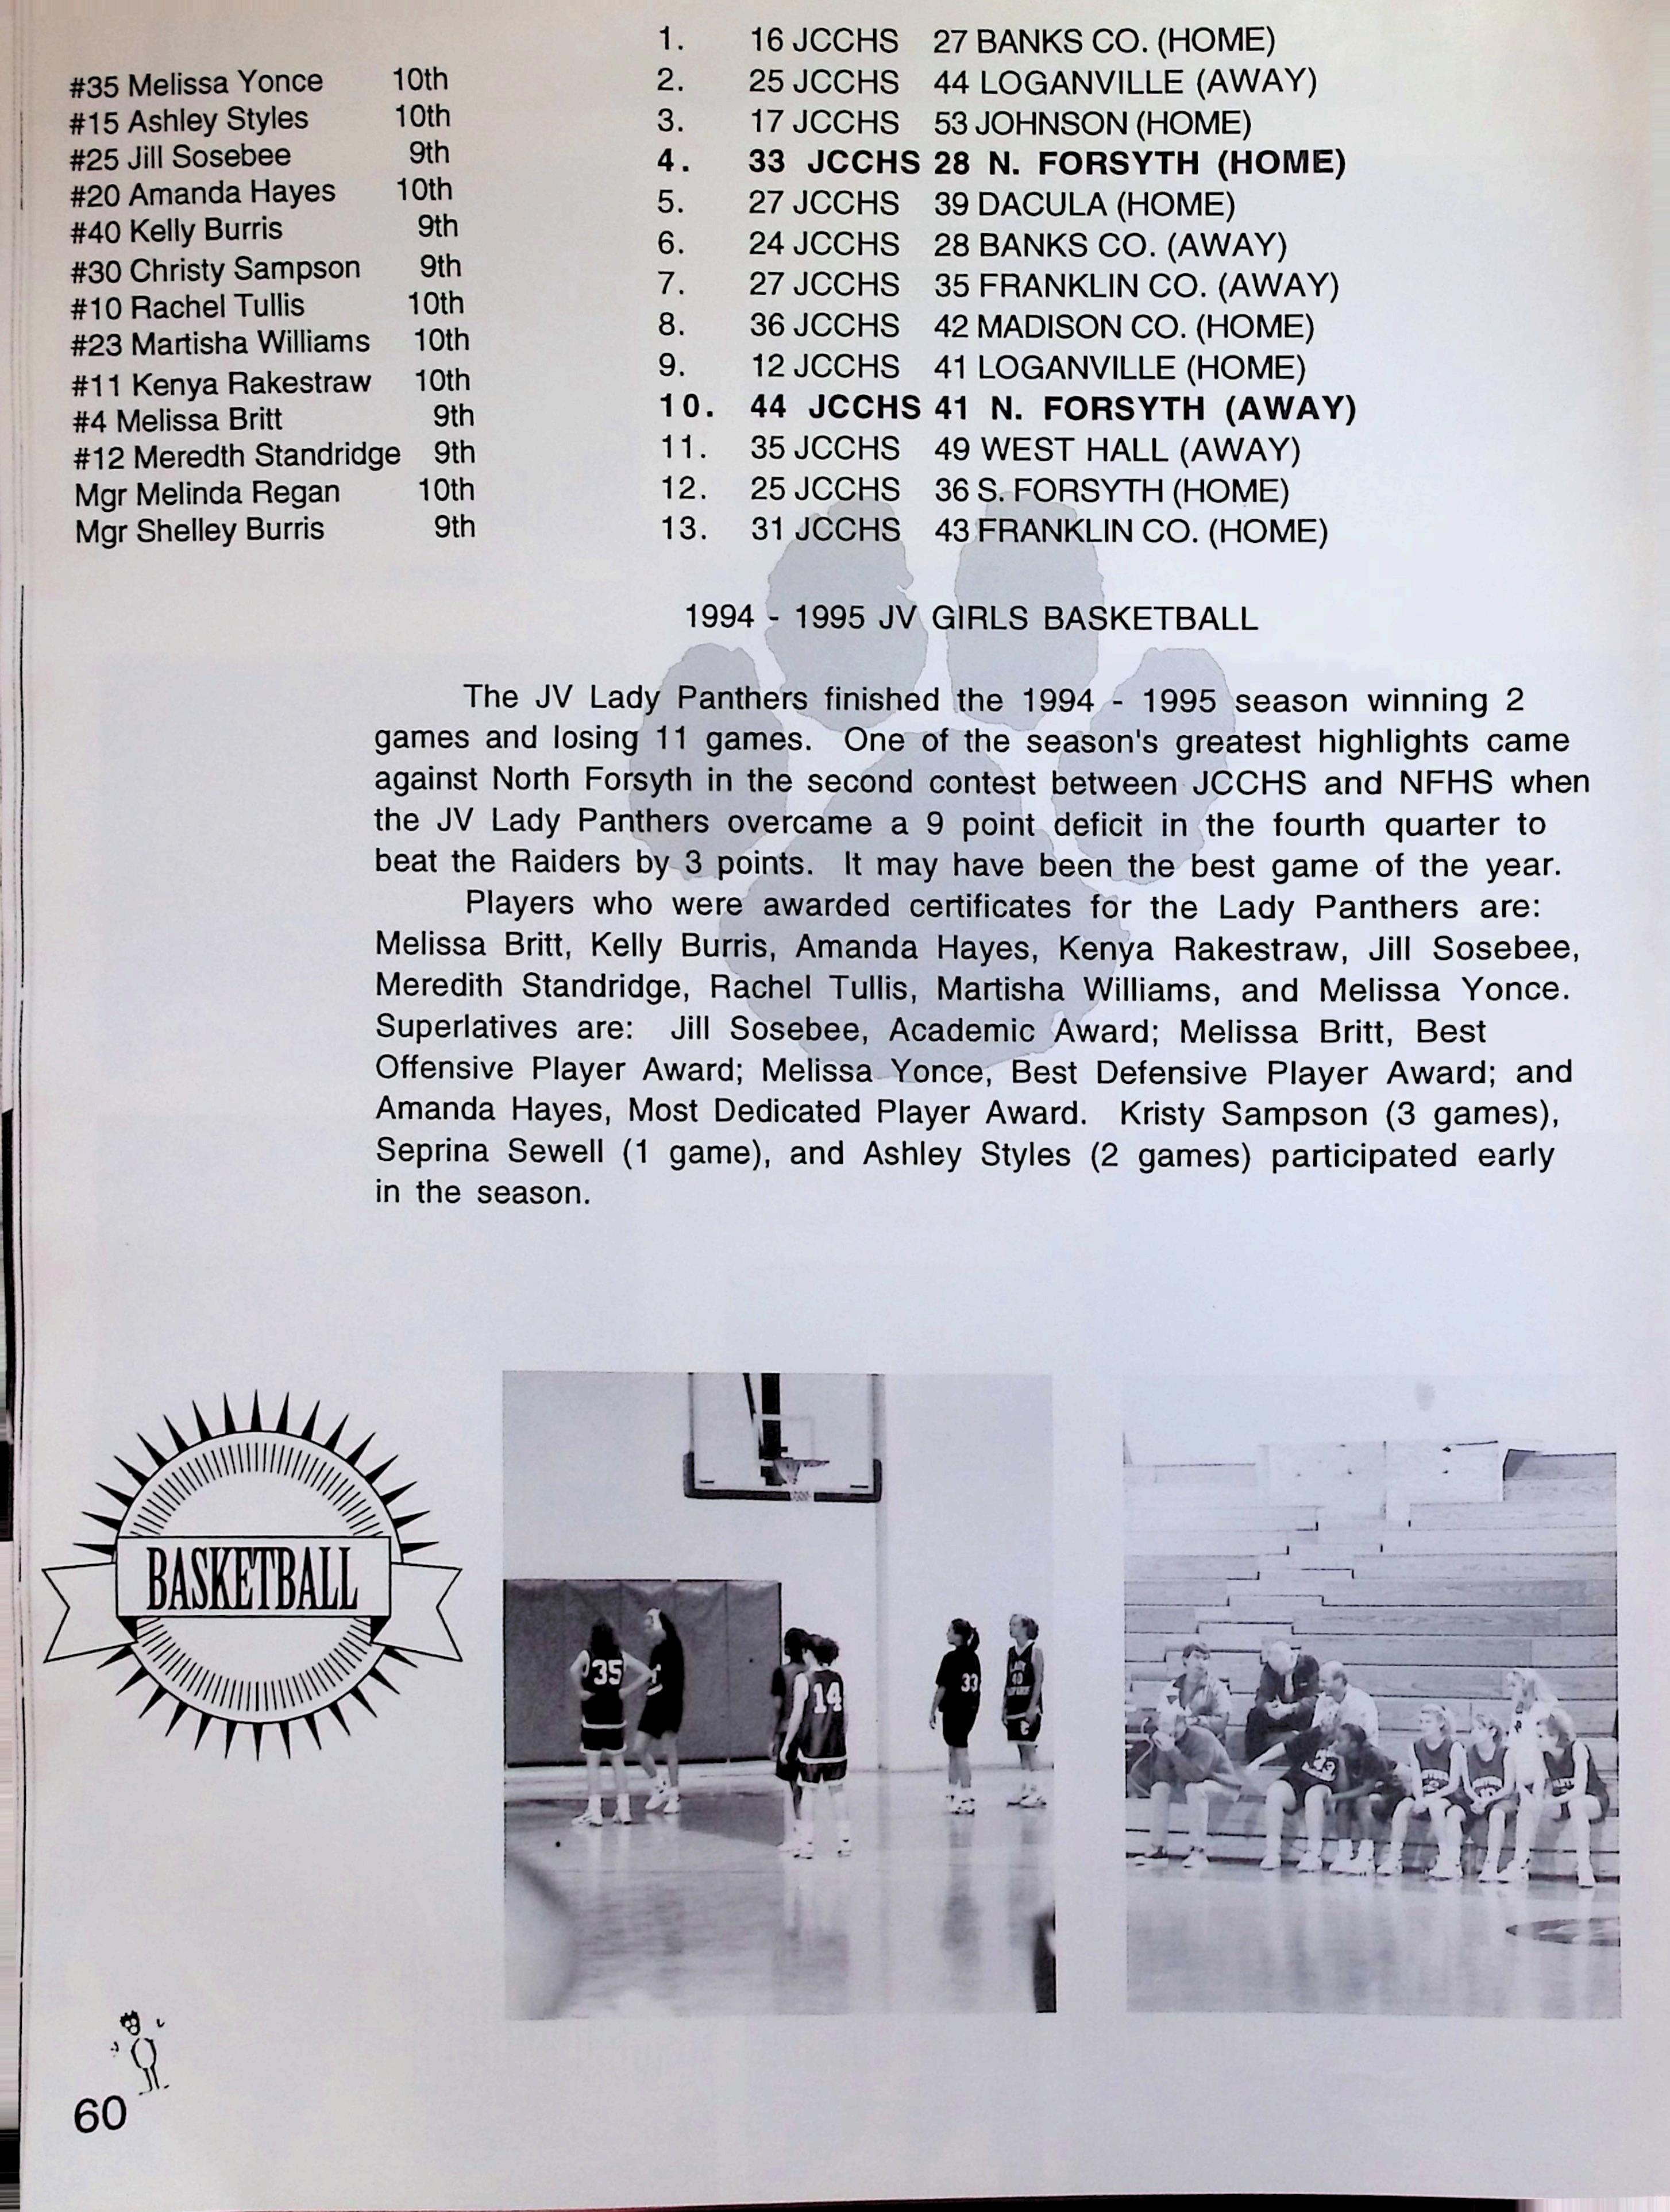 #35 Melissa Yonce 10th
#15 Ashley Styles 10th
#25 Jill Sosebee 9th
#20 Amanda Hayes 10th
#40 Kelly Burris 9th
#30 Christy Sampson 9th
#10 Rachel Tullis 10th
#23 Martisha Williams 10th
#11 Kenya Rakestraw 10th
#4 Melissa Britt 9th
#12 Meredth Standridge 9th
Mgr Melinda Regan 10th
Mgr Shelley Burris 9th
1. 16 JCCHS 27 BANKS CO. (HOME)
2. 25 JCCHS 44 LOGANVILLE (AWAY)
3. 17 JCCHS 53 JOHNSON (HOME)
4. 33 JCCHS 28 N. FORSYTH (HOME)
5. 27 JCCHS 39 DACULA (HOME)
6. 24 JCCHS 28 BANKS CO. (AWAY)
7. 27 JCCHS 35 FRANKLIN CO. (AWAY)
8. 36 JCCHS 42 MADISON CO. (HOME)
9. 12 JCCHS 41 LOGANVILLE (HOME)
10. 44 JCCHS 41 N. FORSYTH (AWAY)
11. 35 JCCHS 49 WEST HALL (AWAY)
12. 25 JCCHS 36 S. FORSYTH (HOME)
13. 31 JCCHS 43 FRANKLIN CO. (HOME)
1994 - 1995 JV GIRLS BASKETBALL
The JV Lady Panthers finished the 1994 - 1995 season winning 2
games and losing 11 games. One of the season's greatest highlights came
against North Forsyth in the second contest between JCCHS and NFHS when
the JV Lady Panthers overcame a 9 point deficit in the fourth quarter to
beat the Raiders by 3 points. It may have been the best game of the year.
Players who were awarded certificates for the Lady Panthers are:
Melissa Britt, Kelly Burris, Amanda Hayes, Kenya Rakestraw, Jill Sosebee,
Meredith Standridge, Rachel Tullis, Martisha Williams, and Melissa Yonce.
Superlatives are: Jill Sosebee, Academic Award; Melissa Britt, Best
Offensive Player Award; Melissa Yonce, Best Defensive Player Award; and
Amanda Hayes, Most Dedicated Player Award. Kristy Sampson (3 games),
Seprina Sewell (1 game), and Ashley Styles (2 games) participated early
in the season.
BASKETBALL
35
14
33
LADY
60